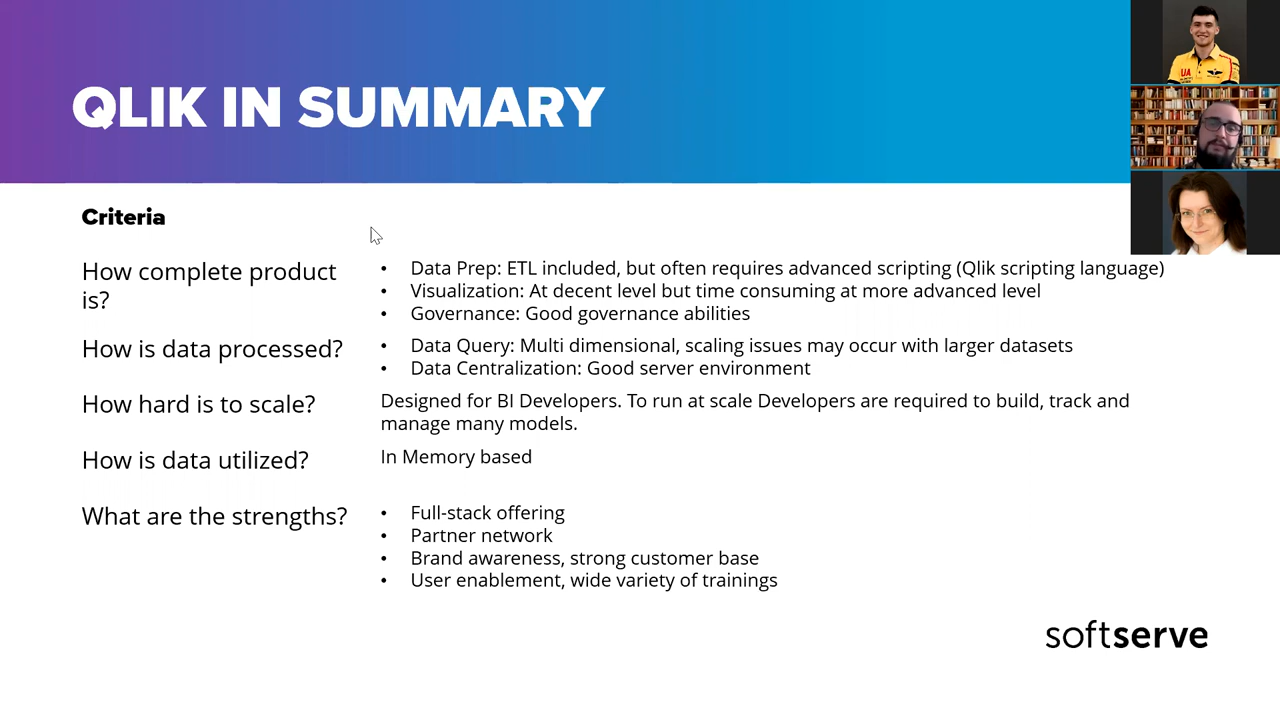 QLIK IN SUMMARY
UA
Criteria
How complete product
is?
• Data Prep: ETL included, but often requires advanced scripting (Qlik scripting language)
• Visualization: At decent level but time consuming at more advanced level
• Governance: Good governance abilities
How is data processed?
• Data Query: Multi dimensional, scaling issues may occur with larger datasets
• Data Centralization: Good server environment
How hard is to scale?
Designed for BI Developers. To run at scale Developers are required to build, track and
manage many models.
How is data utilized?
In Memory based
What are the strengths?
• Full-stack offering
• Partner network
• Brand awareness, strong customer base
• User enablement, wide variety of trainings
softserve